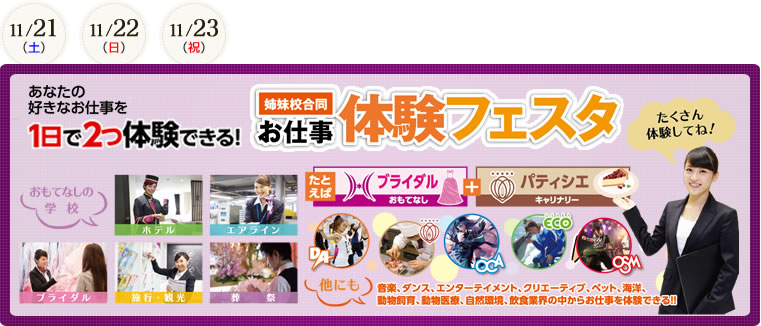 11/21
(土)
11/22
(日)
11/23
(祝)
あなたの
好きなお仕事を
1日で2つ体験できる!
姉妹校合同
お仕事
体験フェスタ
たくさん
体験してね!
おもてなしの
学校
ホテル
エアライン
ブライダル
旅行・観光
葬祭
たとえば
ブライダル
おもてなし
+
パティシエ
キャリナリー
DA
OCA
ECO
OSM
他にも
音楽、ダンス、エンターテイメント、クリエーティブ、ペット、海洋、
動物飼育、動物医療、自然環境、飲食業界の中からお仕事を体験できる!!